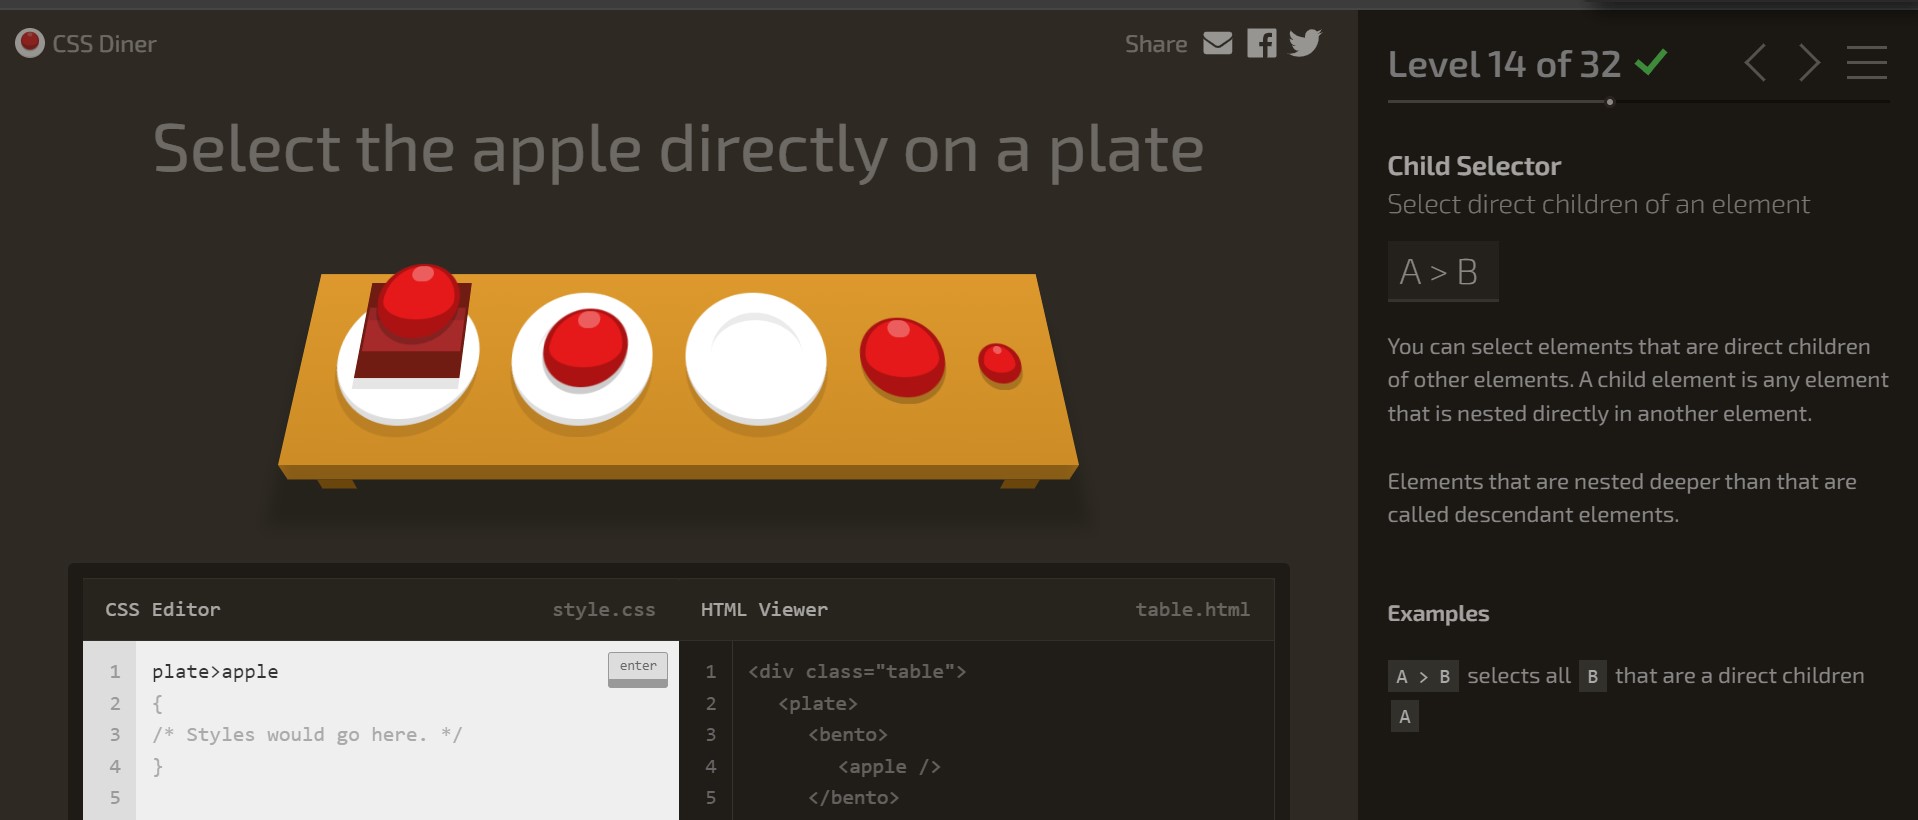 CSS Diner
Share
Select the apple directly on a plate
CSS Editor
style.css
1 plate>apple
enter
2 {
3 /* Styles would go here. */
4 }
5
HTML Viewer
table.html
1 <div class="table">
2 <plate>
3 <bento>
4 <apple />
5 </bento>
Level 14 of 32
Child Selector
Select direct children of an element
A > B
You can select elements that are direct children
of other elements. A child element is any element
that is nested directly in another element.
Elements that are nested deeper than that are
called descendant elements.
Examples
A > B selects all B that are a direct children
A